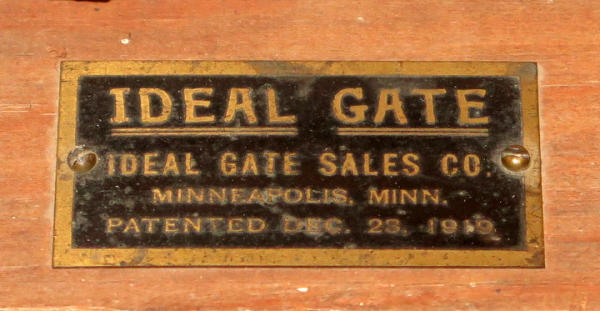 IDEAL GATE
IDEAL GATE SALES CO.
MINNEAPOLIS, MINN.
PATENTED DEC. 23, 1919